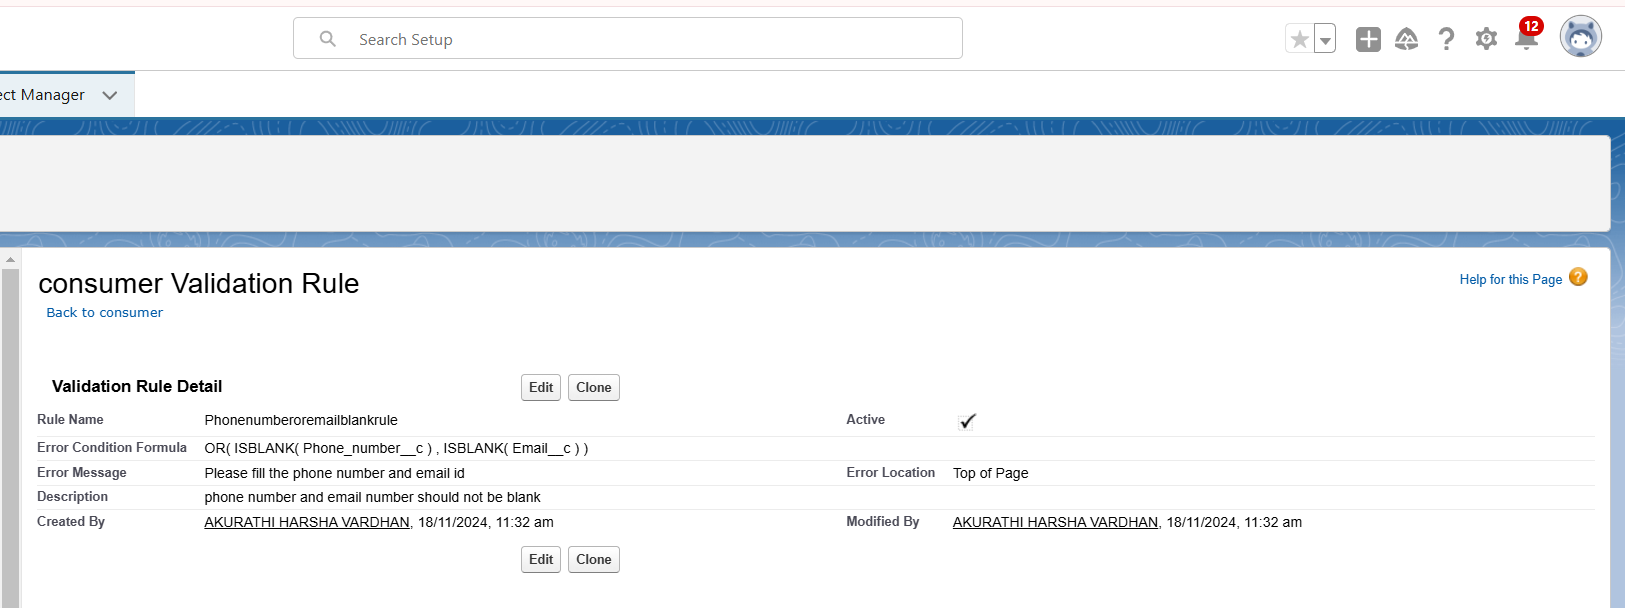 Search Setup
12
ect Manager
consumer Validation Rule
Help for this Page ?
Back to consumer
Validation Rule Detail Edit Clone
Rule Name Phonenumberoremailblankrule Active
Error Condition Formula OR( ISBLANK( Phone_number__c ) , ISBLANK( Email__c ) )
Error Message Please fill the phone number and email id Error Location Top of Page
Description phone number and email number should not be blank
Created By AKURATHI HARSHA VARDHAN, 18/11/2024, 11:32 am Modified By AKURATHI HARSHA VARDHAN, 18/11/2024, 11:32 am
Edit Clone